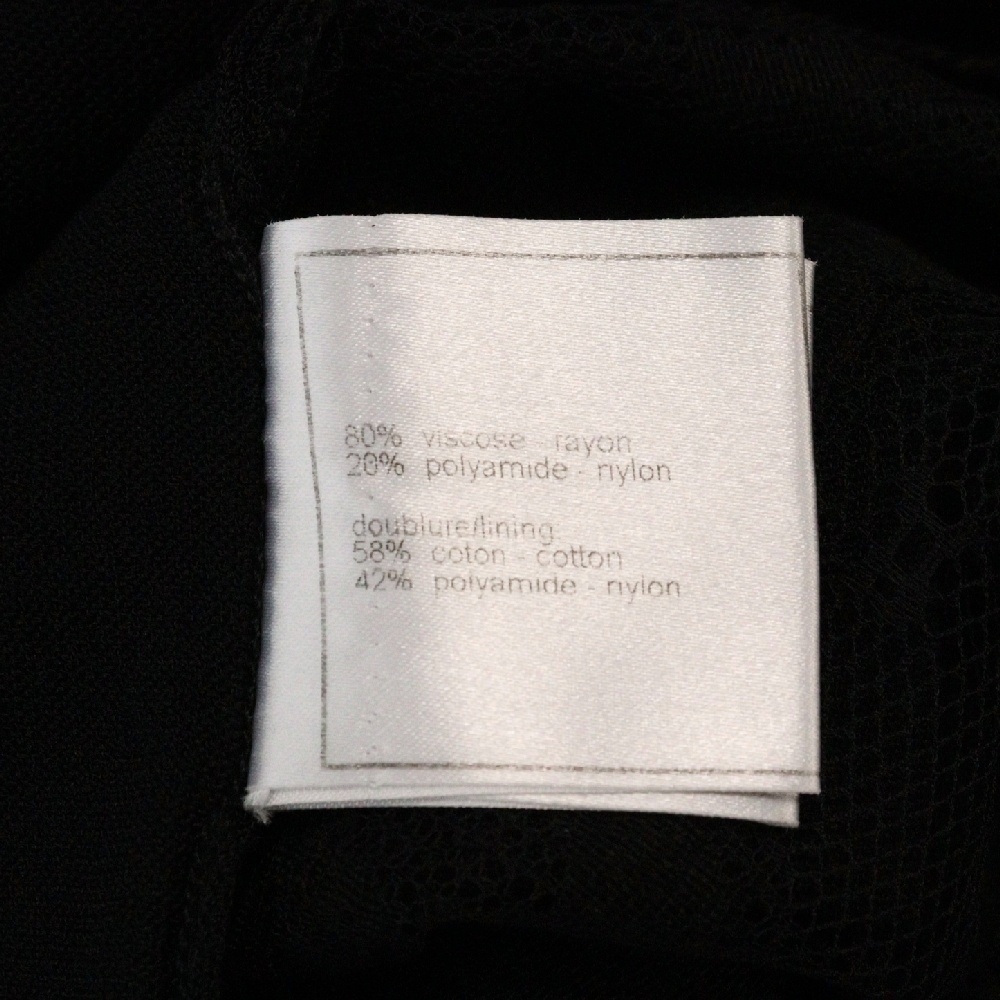 80% viscose - rayon
20% polyamide - nylon
doublure/lining
58% coton - cotton
42% polyamide - nylon